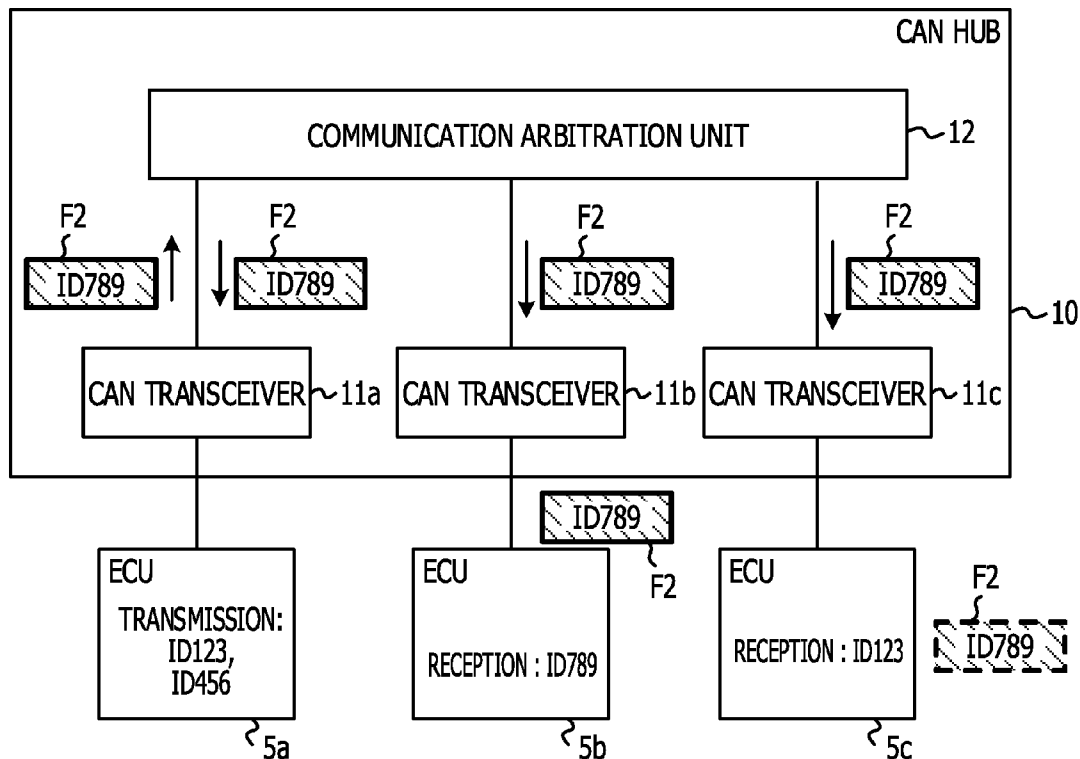 CAN HUB
COMMUNICATION ARBITRATION UNIT
12
F2
F2
F2
F2
ID789
ID789
ID789
ID789
10
CAN TRANSCEIVER
11a
CAN TRANSCEIVER
11b
CAN TRANSCEIVER
11c
ID789
F2
ECU
TRANSMISSION:
ID123,
ID456
5a
ECU
RECEPTION : ID789
5b
ECU
RECEPTION : ID123
5c
F2
ID789